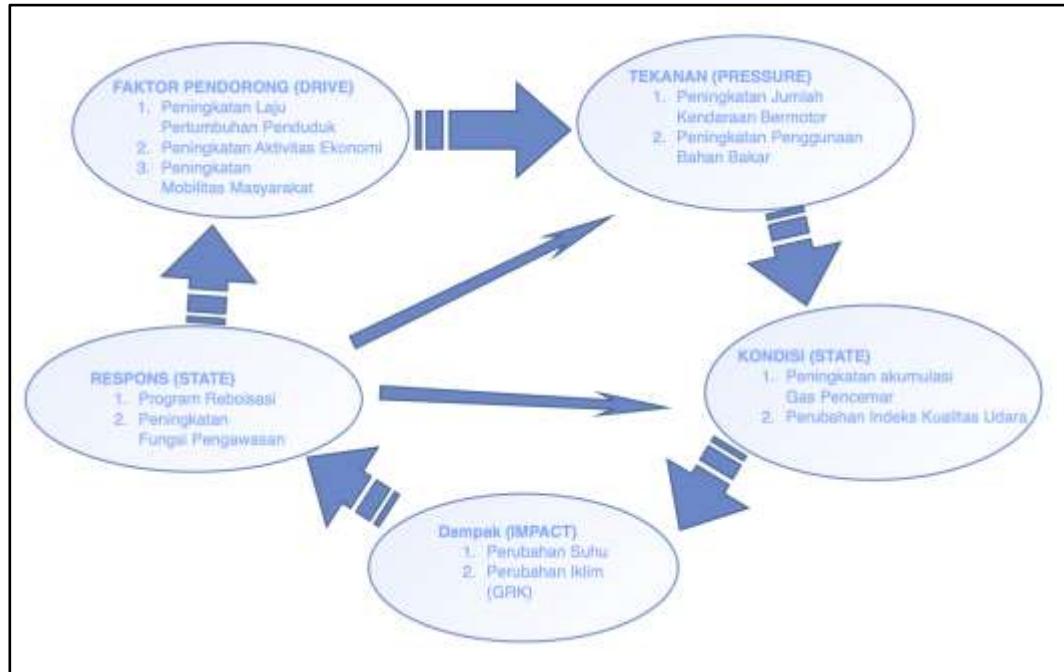 FAKTOR PENDORONG (DRIVE)
1. Peningkatan Laju
Pertumbuhan Penduduk
2. Peningkatan Aktivitas Ekonomi
3. Peningkatan
Mobilitas Masyarakat
TEKANAN (PRESSURE)
1. Peningkatan Jumlah
Kendaraan Bermotor
2. Peningkatan Penggunaan
Bahan Bakar
KONDISI (STATE)
1. Peningkatan akumulasi
Gas Pencemar
2. Perubahan Indeks Kualitas Udara
Dampak (IMPACT)
1. Perubahan Suhu
2. Perubahan Iklim
(GRK)
RESPONS (STATE)
1. Program Reboisasi
2. Peningkatan
Fungsi Pengawasan